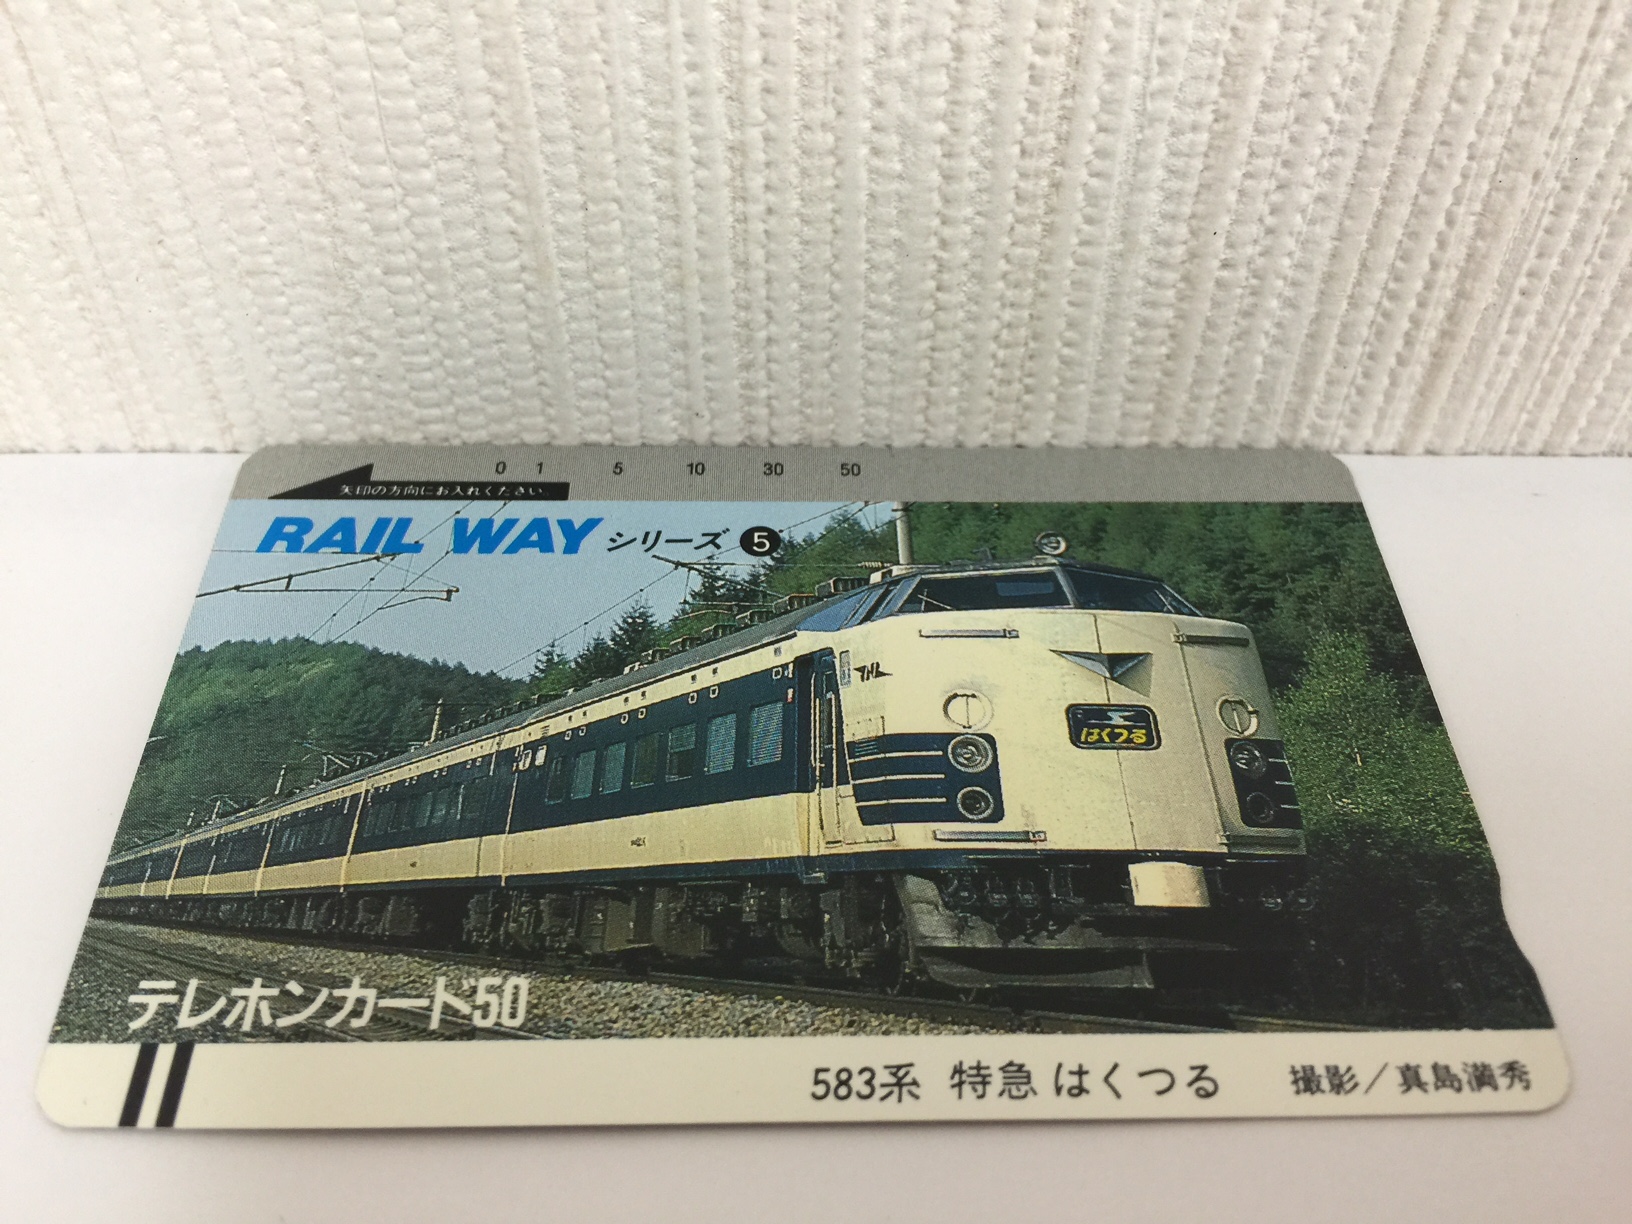 0 1 5 10 30 50
矢印の方向にお入れください。
RAIL WAY シリーズ 5
はくつる
テレホンカード50
583系 特急 はくつる 撮影/真島満秀